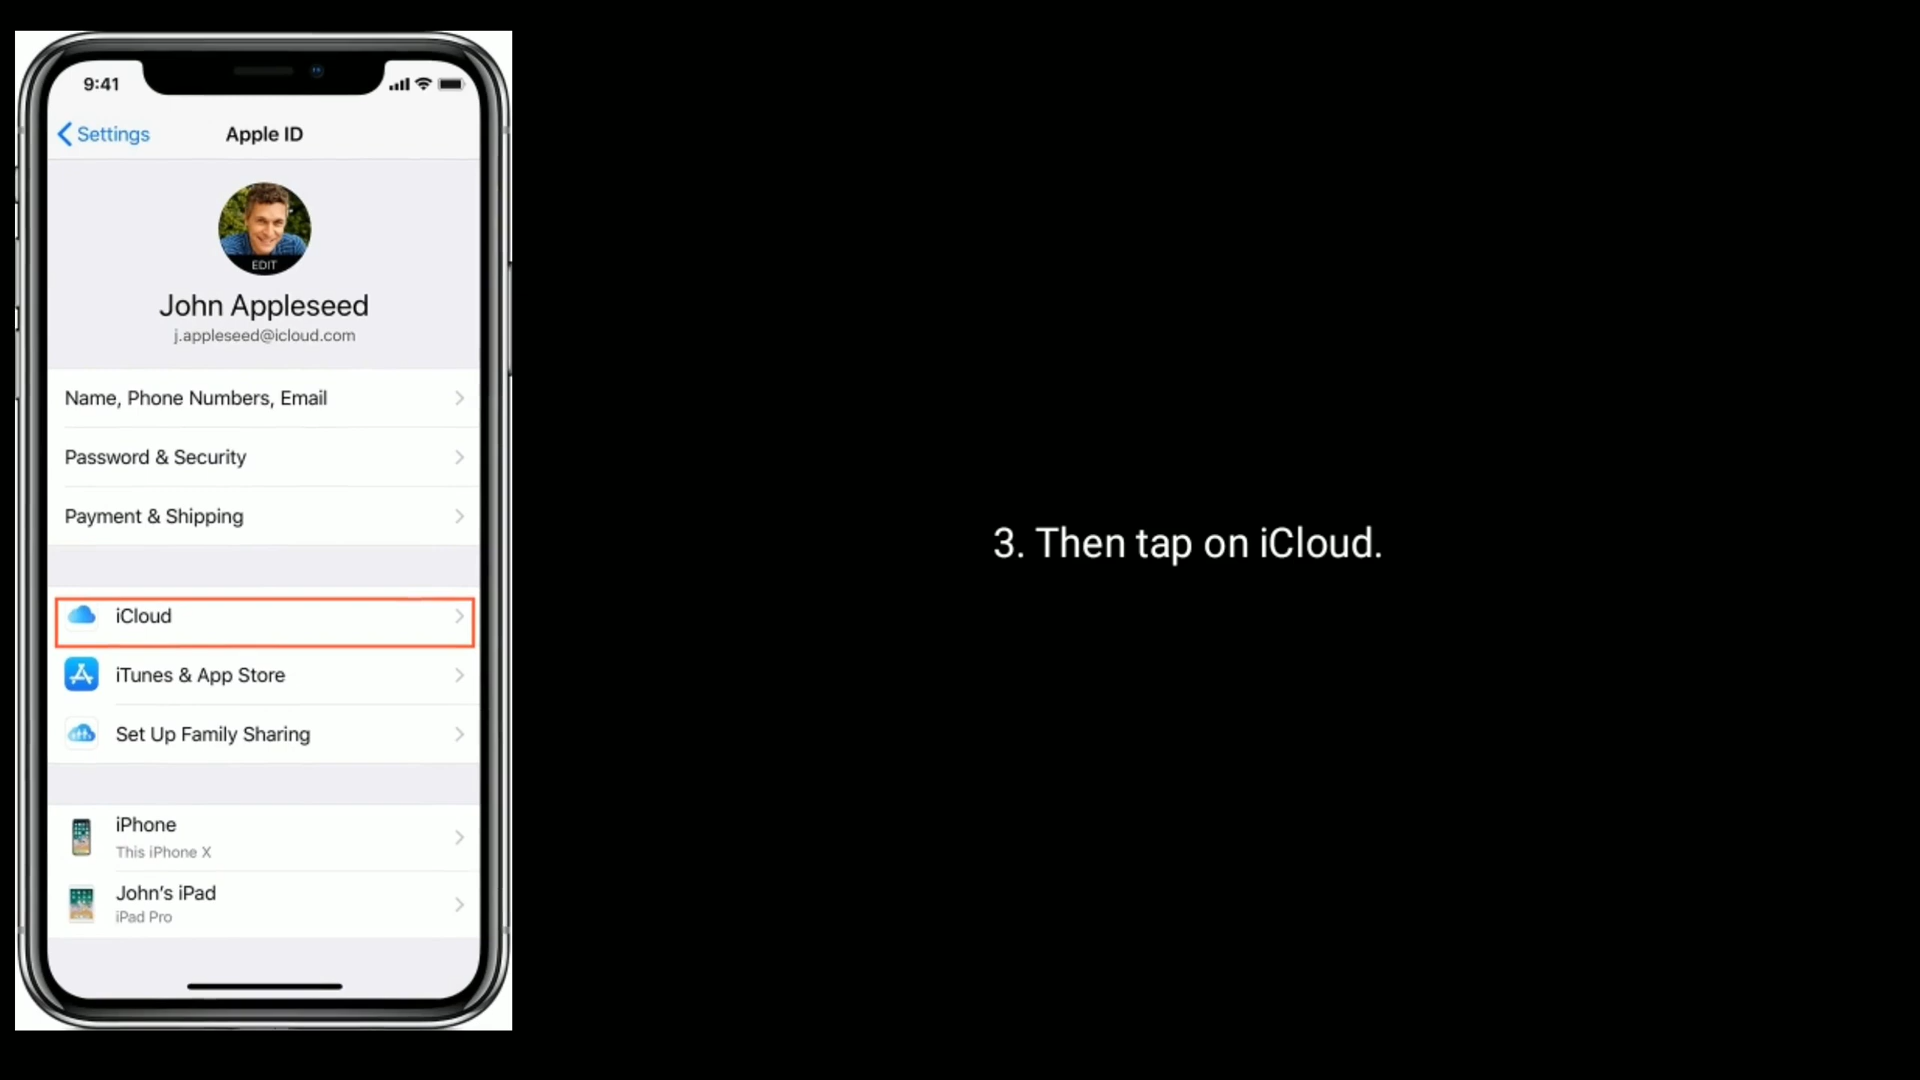 9:41
Settings
Apple ID
EDIT
John Appleseed
j.appleseed@icloud.com
Name, Phone Numbers, Email
Password & Security
Payment & Shipping
iCloud
iTunes & App Store
Set Up Family Sharing
iPhone
This iPhone X
John’s iPad
iPad Pro
3. Then tap on iCloud.